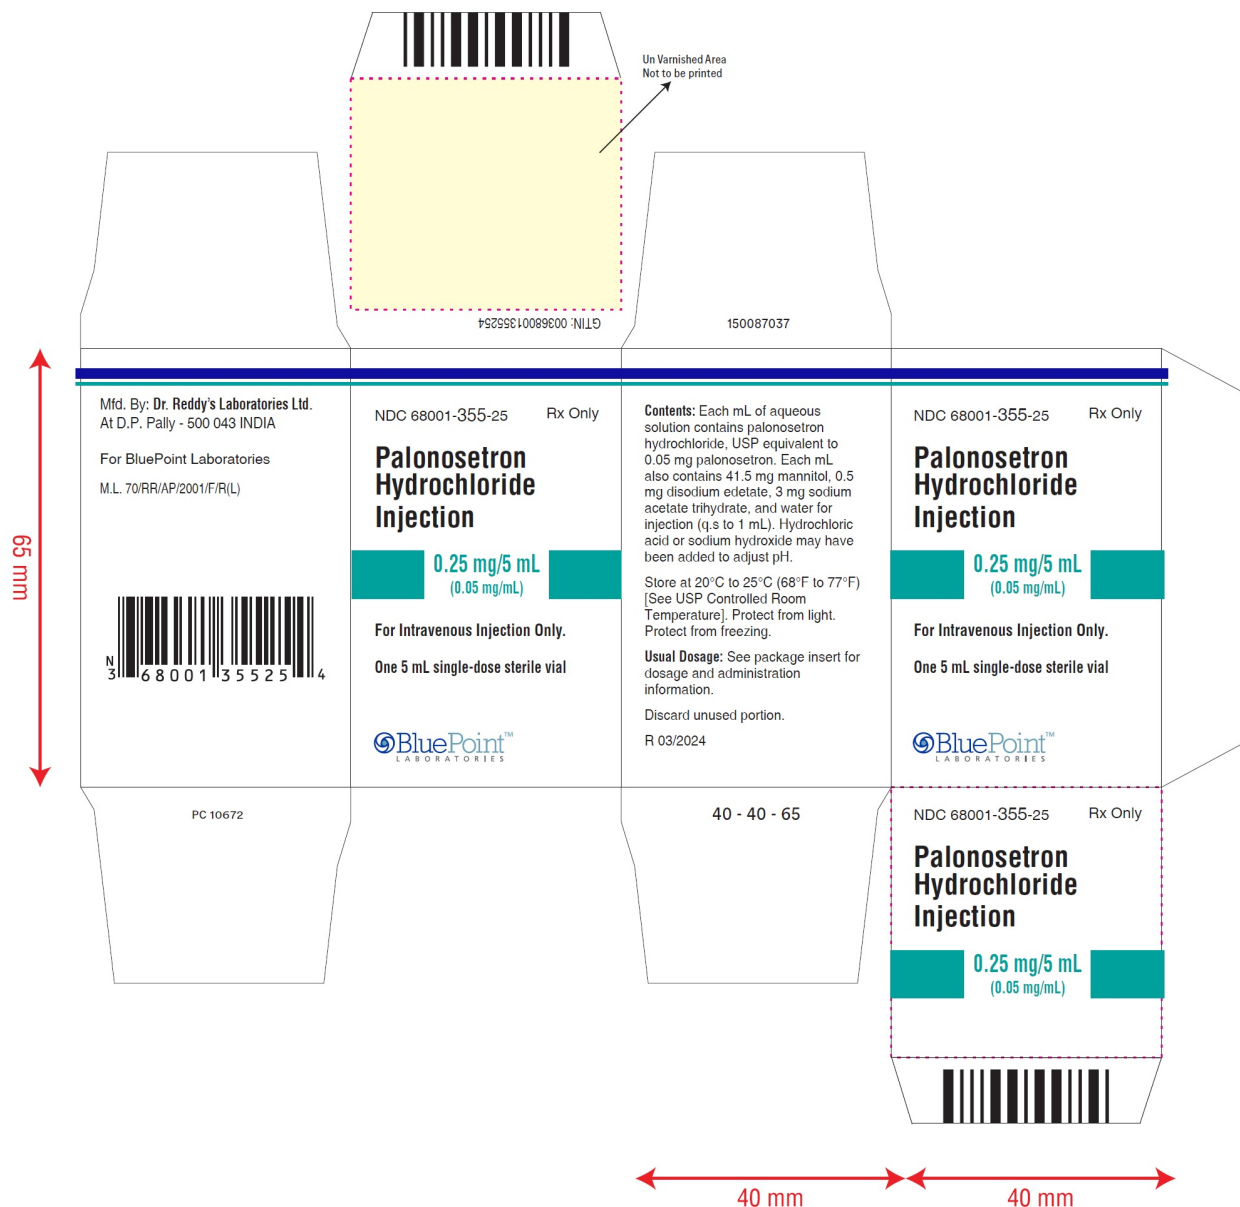 Un Varnished Area
Not to be printed
GTIN: 00368001355254
150087037
65 mm
Mfd. By: Dr. Reddy's Laboratories Ltd.
At D.P. Pally - 500 043 INDIA
For BluePoint Laboratories
M.L. 70/RR/AP/2001/F/R(L)
N
3 68001 35525 4
NDC 68001-355-25 Rx Only
Palonosetron
Hydrochloride
Injection
0.25 mg/5 mL
(0.05 mg/mL)
For Intravenous Injection Only.
One 5 mL single-dose sterile vial
BluePoint™
LABORATORIES
Contents: Each mL of aqueous
solution contains palonosetron
hydrochloride, USP equivalent to
0.05 mg palonosetron. Each mL
also contains 41.5 mg mannitol, 0.5
mg disodium edetate, 3 mg sodium
acetate trihydrate, and water for
injection (q.s to 1 mL). Hydrochloric
acid or sodium hydroxide may have
been added to adjust pH.
Store at 20°C to 25°C (68°F to 77°F)
[See USP Controlled Room
Temperature]. Protect from light.
Protect from freezing.
Usual Dosage: See package insert for
dosage and administration
information.
Discard unused portion.
R 03/2024
NDC 68001-355-25 Rx Only
Palonosetron
Hydrochloride
Injection
0.25 mg/5 mL
(0.05 mg/mL)
For Intravenous Injection Only.
One 5 mL single-dose sterile vial
BluePoint™
LABORATORIES
PC 10672
40 - 40 - 65
NDC 68001-355-25 Rx Only
Palonosetron
Hydrochloride
Injection
0.25 mg/5 mL
(0.05 mg/mL)
40 mm
40 mm